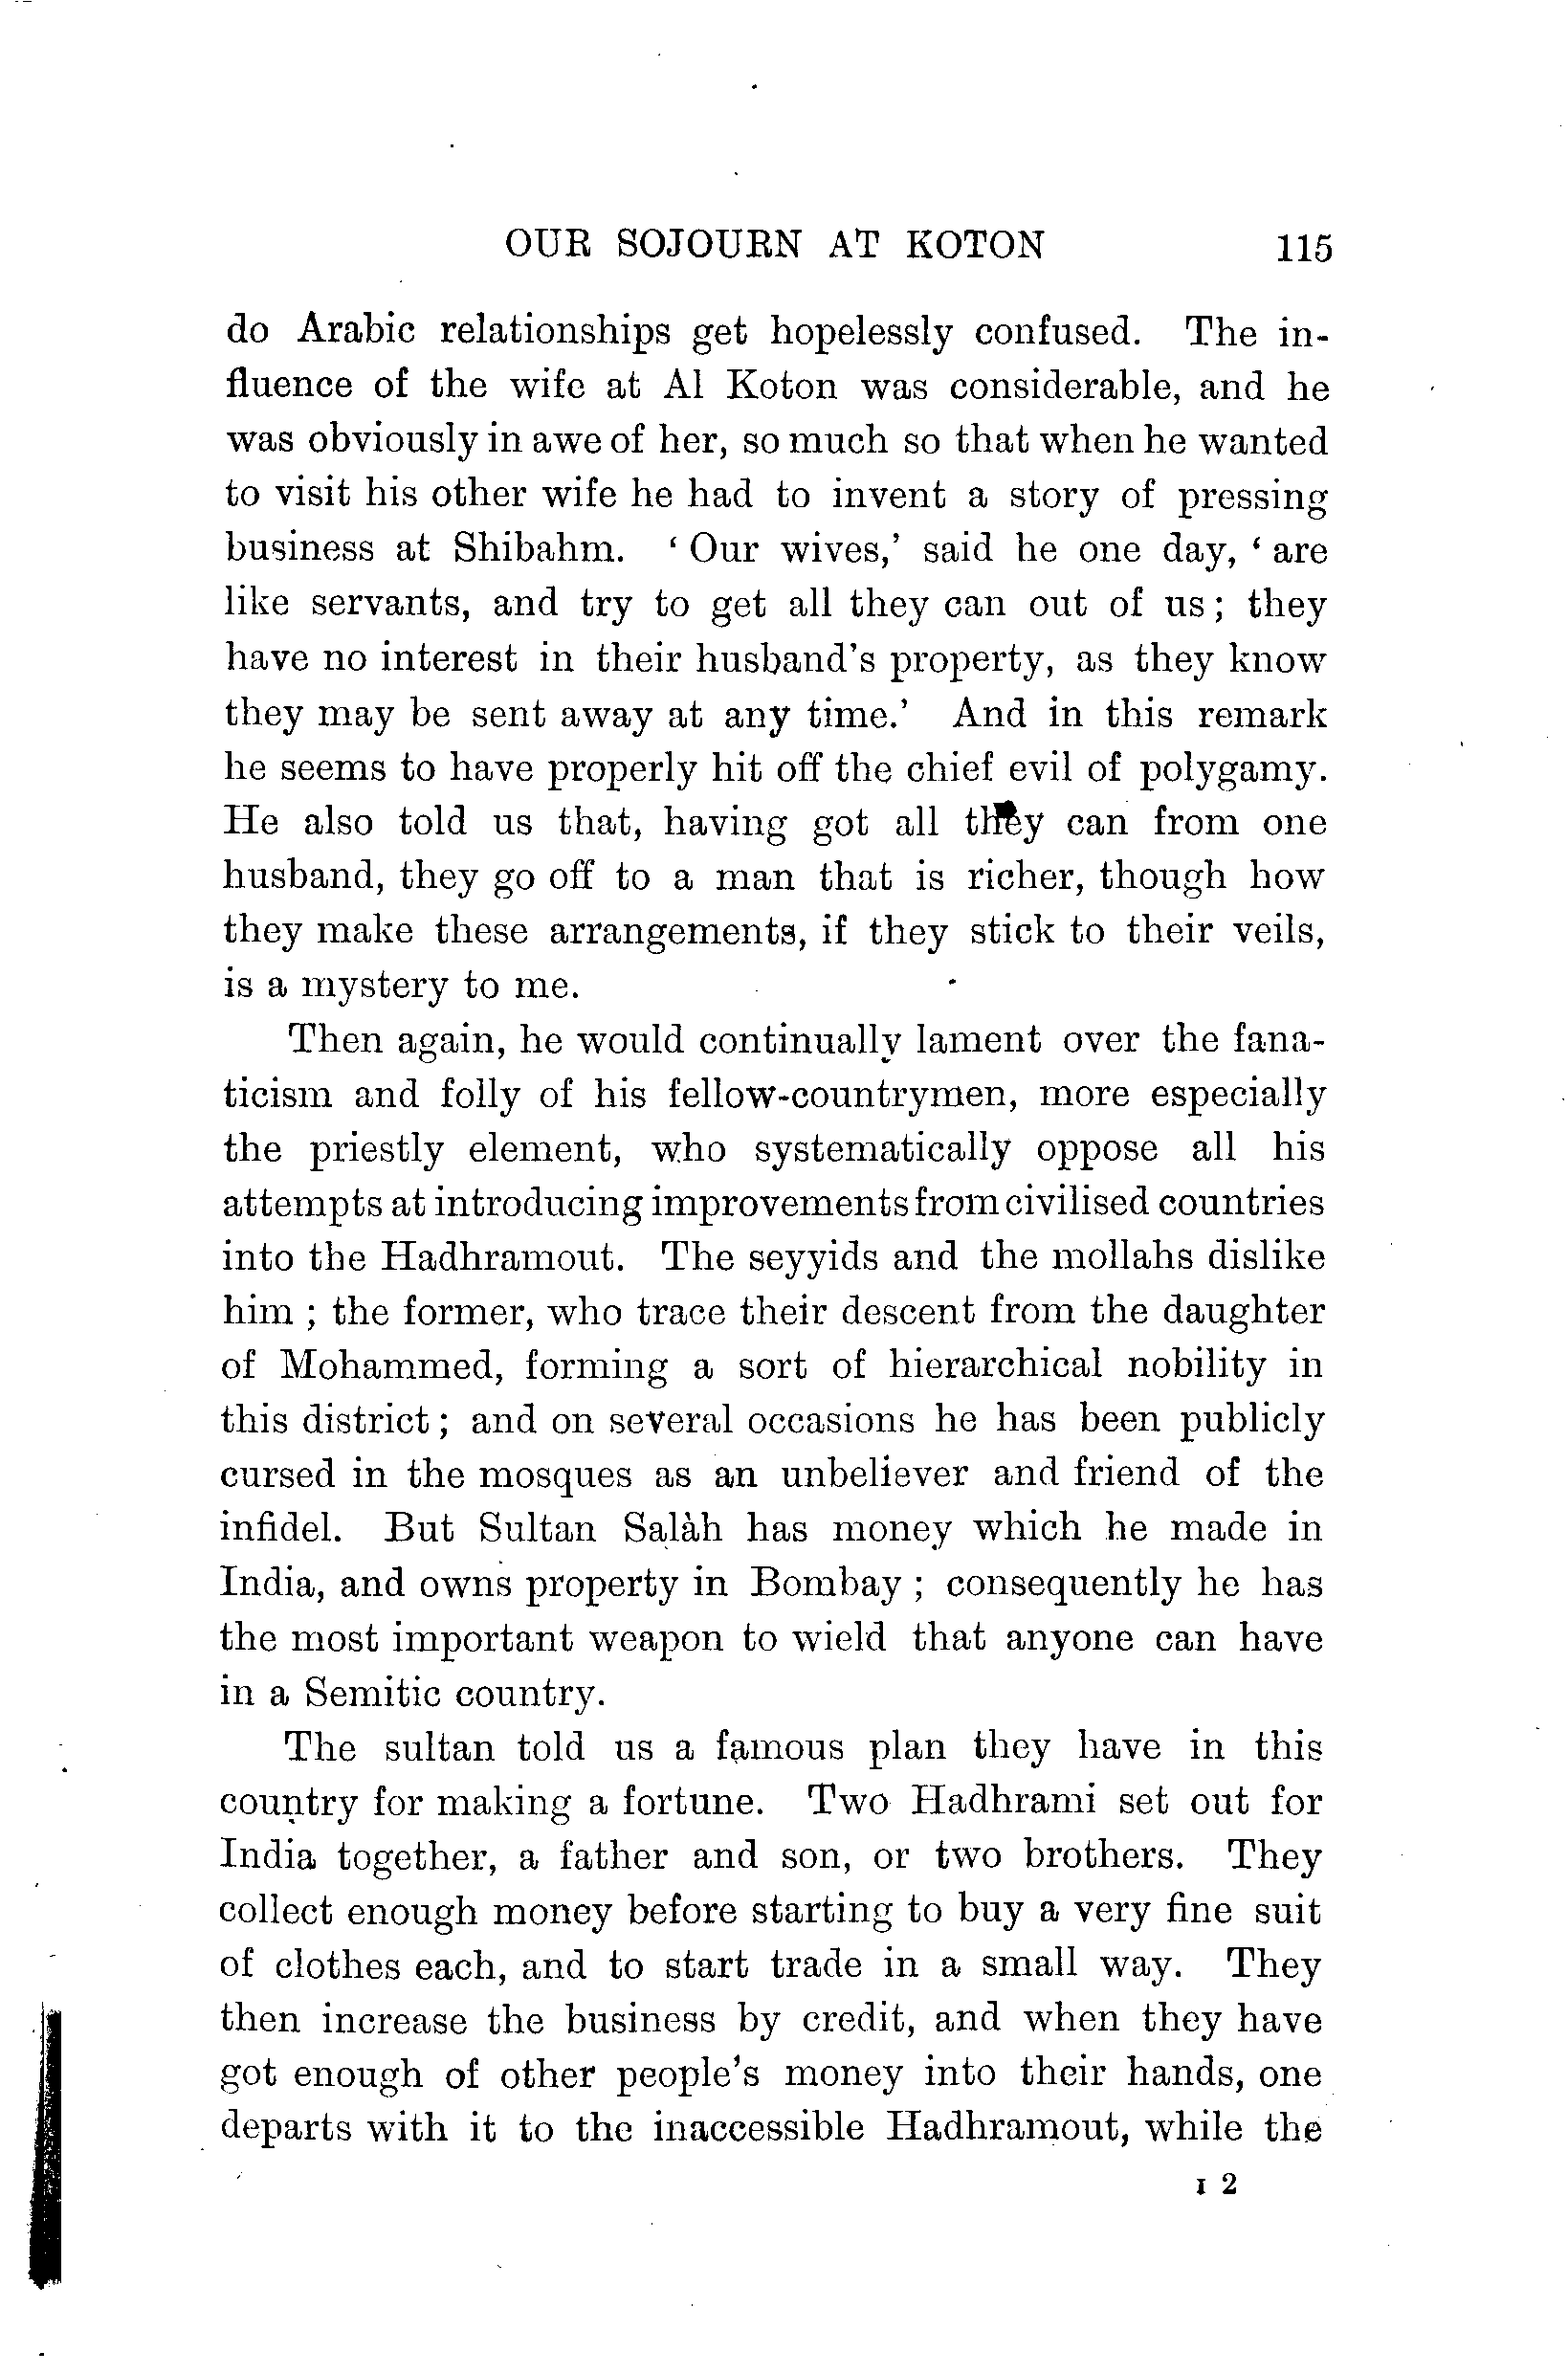 OUR SOJOURN AT KOTON 115
do Arabic relationships get hopelessly confused. The in-
fluence of the wife at Al Koton was considerable, and he
was obviously in awe of her, so much so that when he wanted
to visit his other wife he had to invent a story of pressing
business at Shibahm. ‘Our wives,’ said he one day, ‘are
like servants, and try to get all they can out of us; they
have no interest in their husband's property, as they know
they may be sent away at any time.’ And in this remark
he seems to have properly hit off the chief evil of polygamy.
He also told us that, having got all they can from one
husband, they go off to a man that is richer, though how
they make these arrangements, if they stick to their veils,
is a mystery to me.
Then again, he would continually lament over the fana-
ticism and folly of his fellow-countrymen, more especially
the priestly element, who systematically oppose all his
attempts at introducing improvements from civilised countries
into the Hadhramout. The seyyids and the mollahs dislike
him; the former, who trace their descent from the daughter
of Mohammed, forming a sort of hierarchical nobility in
this district; and on several occasions he has been publicly
cursed in the mosques as an unbeliever and friend of the
infidel. But Sultan Salàh has money which he made in
India, and owns property in Bombay; consequently he has
the most important weapon to wield that anyone can have
in a Semitic country.
The sultan told us a famous plan they have in this
country for making a fortune. Two Hadhrami set out for
India together, a father and son, or two brothers. They
collect enough money before starting to buy a very fine suit
of clothes each, and to start trade in a small way. They
then increase the business by credit, and when they have
got enough of other people's money into their hands, one
departs with it to the inaccessible Hadhramout, while the
I 2